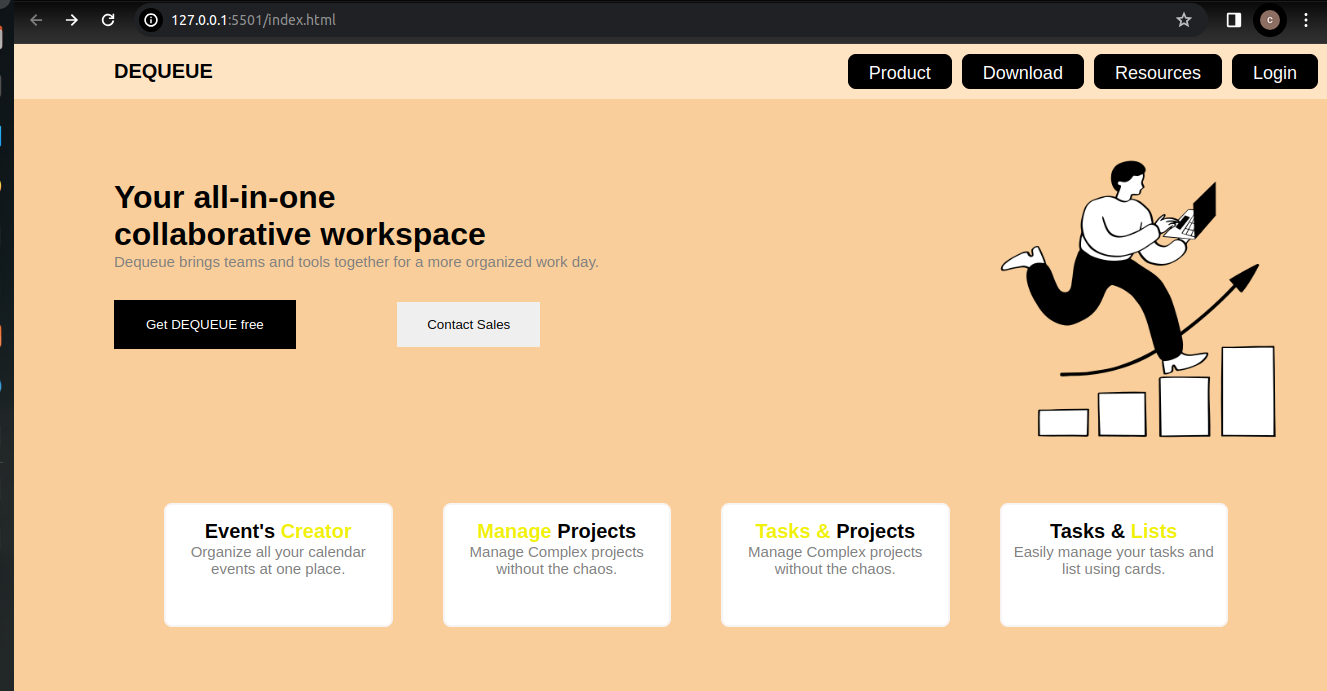 127.0.0.1:5501/index.html
C
DEQUEUE
Product
Download
Resources
Login
Your all-in-one
collaborative workspace
Dequeue brings teams and tools together for a more organized work day.
Get DEQUEUE free
Contact Sales
Event's Creator
Organize all your calendar
events at one place.
Manage Projects
Manage Complex projects
without the chaos.
Tasks & Projects
Manage Complex projects
without the chaos.
Tasks & Lists
Easily manage your tasks and
list using cards.